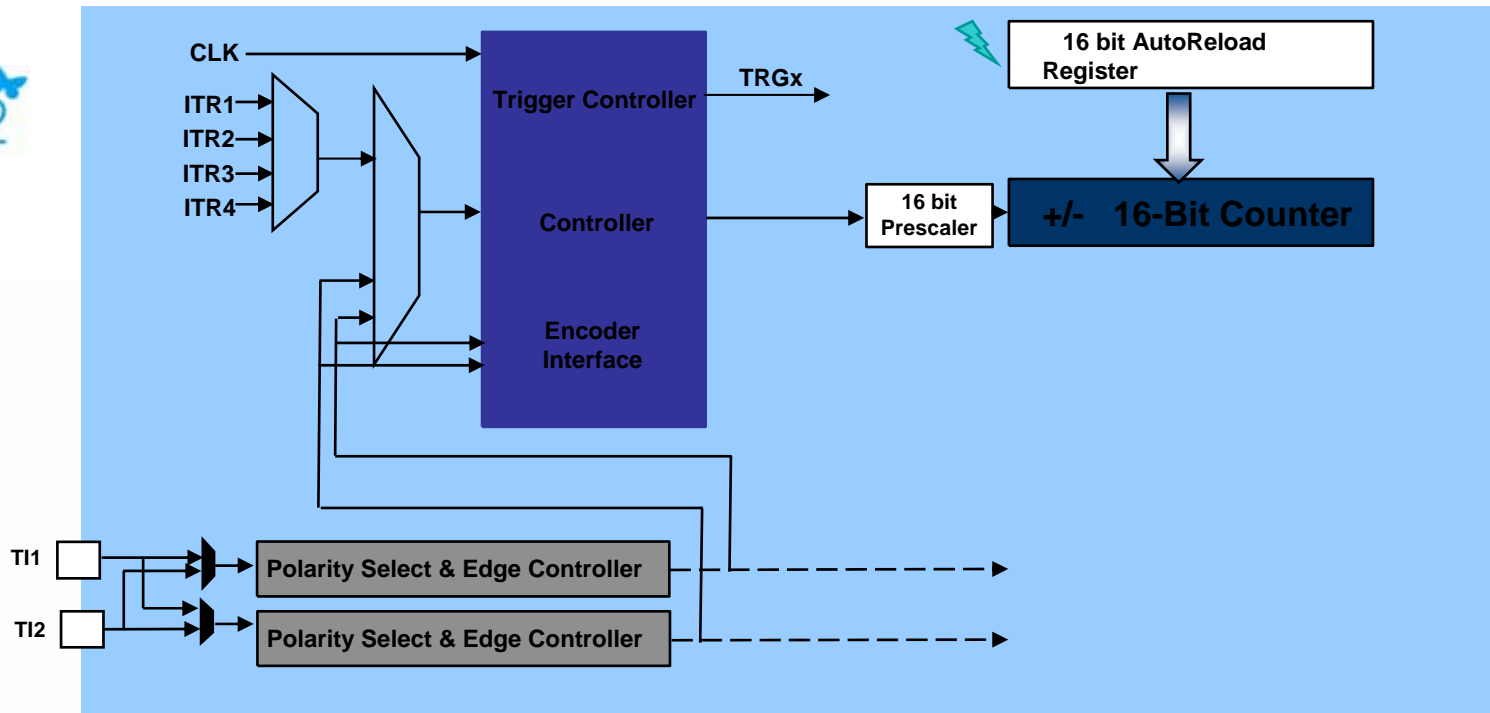 CLK
ITR1
ITR2
ITR3
ITR4
Trigger Controller
TRGx
16 bit AutoReload
Register
Controller
16 bit
Prescaler
+/- 16-Bit Counter
Encoder
Interface
TI1
Polarity Select & Edge Controller
TI2
Polarity Select & Edge Controller